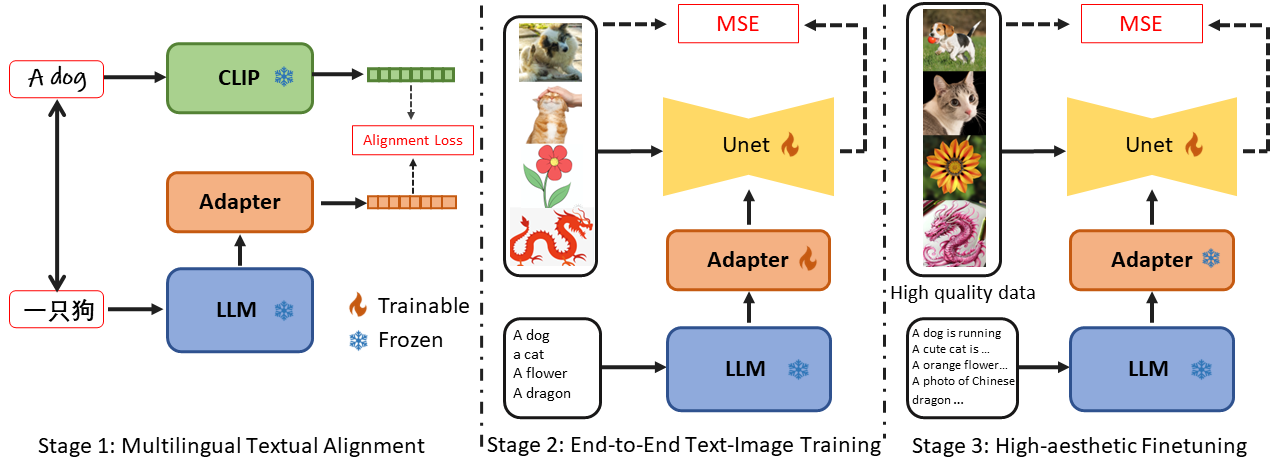 A dog
CLIP
Alignment Loss
Adapter
一只狗
LLM
Trainable
Frozen
Stage 1: Multilingual Textual Alignment
MSE
Unet
Adapter
A dog
a cat
A flower
A dragon
LLM
Stage 2: End-to-End Text-Image Training
MSE
Unet
Adapter
High quality data
A dog is running
A cute cat is ...
A orange flower...
A photo of Chinese
dragon ...
LLM
Stage 3: High-aesthetic Finetuning